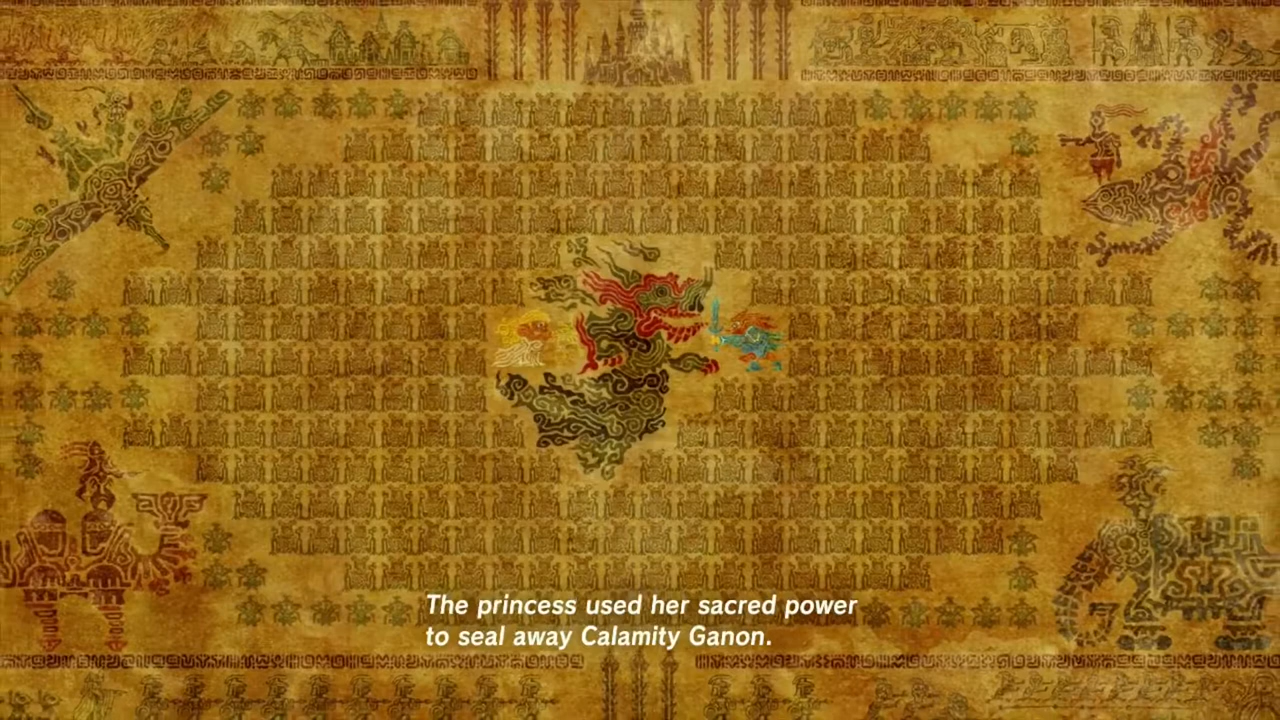 The princess used her sacred power
to seal away Calamity Ganon.